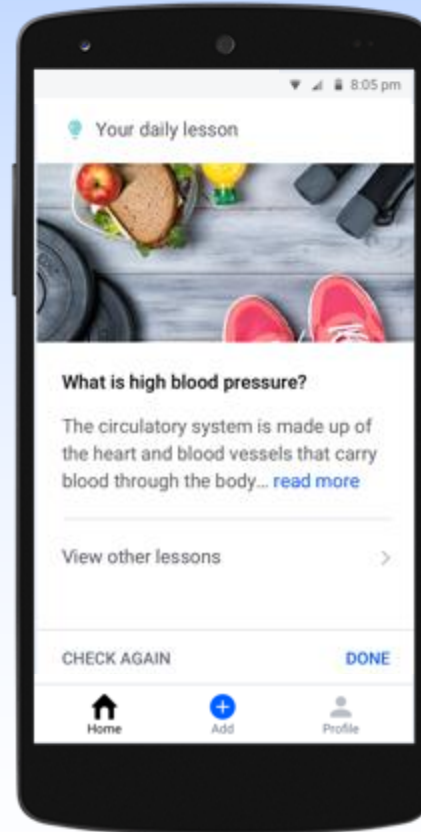 8:05 pm
Your daily lesson
What is high blood pressure?
The circulatory system is made up of
the heart and blood vessels that carry
blood through the body... read more
View other lessons
CHECK AGAIN DONE
Home Add Profile